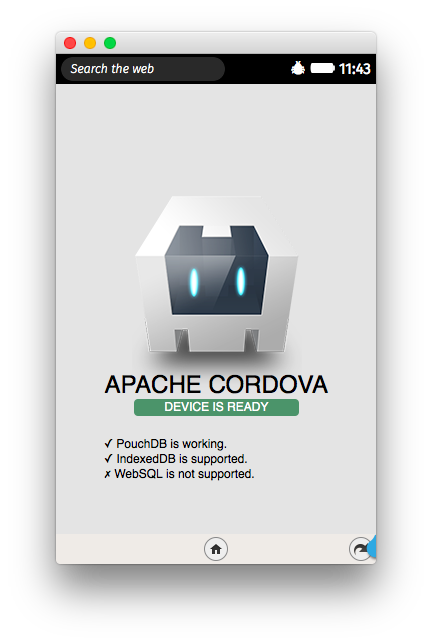 Search the web
11:43
APACHE CORDOVA
DEVICE IS READY
✓ PouchDB is working.
✓ IndexedDB is supported.
✗ WebSQL is not supported.